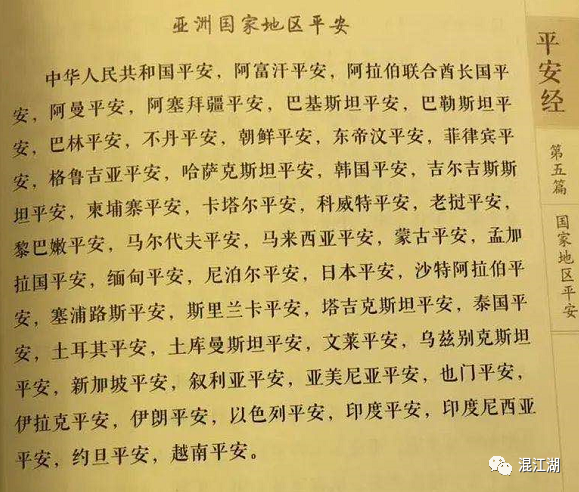 亚洲国家地区平安
中华人民共和国平安，阿富汗平安，阿拉伯联合酋长国平
安，阿曼平安，阿塞拜疆平安，巴基斯坦平安，巴勒斯坦平
安，巴林平安，不丹平安，朝鲜平安，东帝汶平安，菲律宾平
安，格鲁吉亚平安，哈萨克斯坦平安，韩国平安，吉尔吉斯斯
坦平安，柬埔寨平安，卡塔尔平安，科威特平安，老挝平安，
黎巴嫩平安，马尔代夫平安，马来西亚平安，蒙古平安，孟加
拉国平安，缅甸平安，尼泊尔平安，日本平安，沙特阿拉伯平
安，塞浦路斯平安，斯里兰卡平安，塔吉克斯坦平安，泰国平
安，土耳其平安，土库曼斯坦平安，文莱平安，乌兹别克斯坦
平安，新加坡平安，叙利亚平安，亚美尼亚平安，也门平安，
伊拉克平安，伊朗平安，以色列平安，印度平安，印度尼西亚
平安，约旦平安，越南平安。
平安经
第五篇
国家地区平安
混江湖